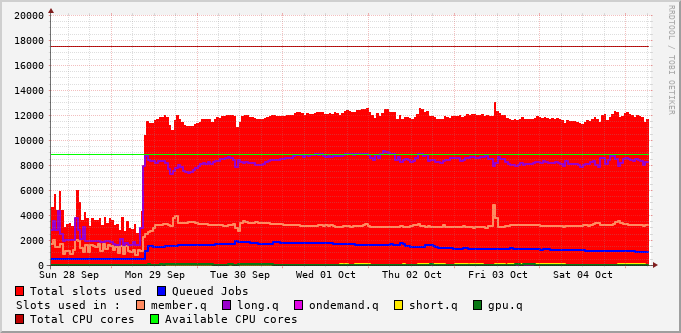 20000
18000
16000
14000
12000
10000
8000
6000
4000
2000
0
Sun 28 Sep Mon 29 Sep Tue 30 Sep Wed 01 Oct Thu 02 Oct Fri 03 Oct Sat 04 Oct
Total slots used Queued Jobs
Slots used in : member.q long.q ondemand.q short.q gpu.q
Total CPU cores Available CPU cores
RRDTOOL / TOBI OETIKER